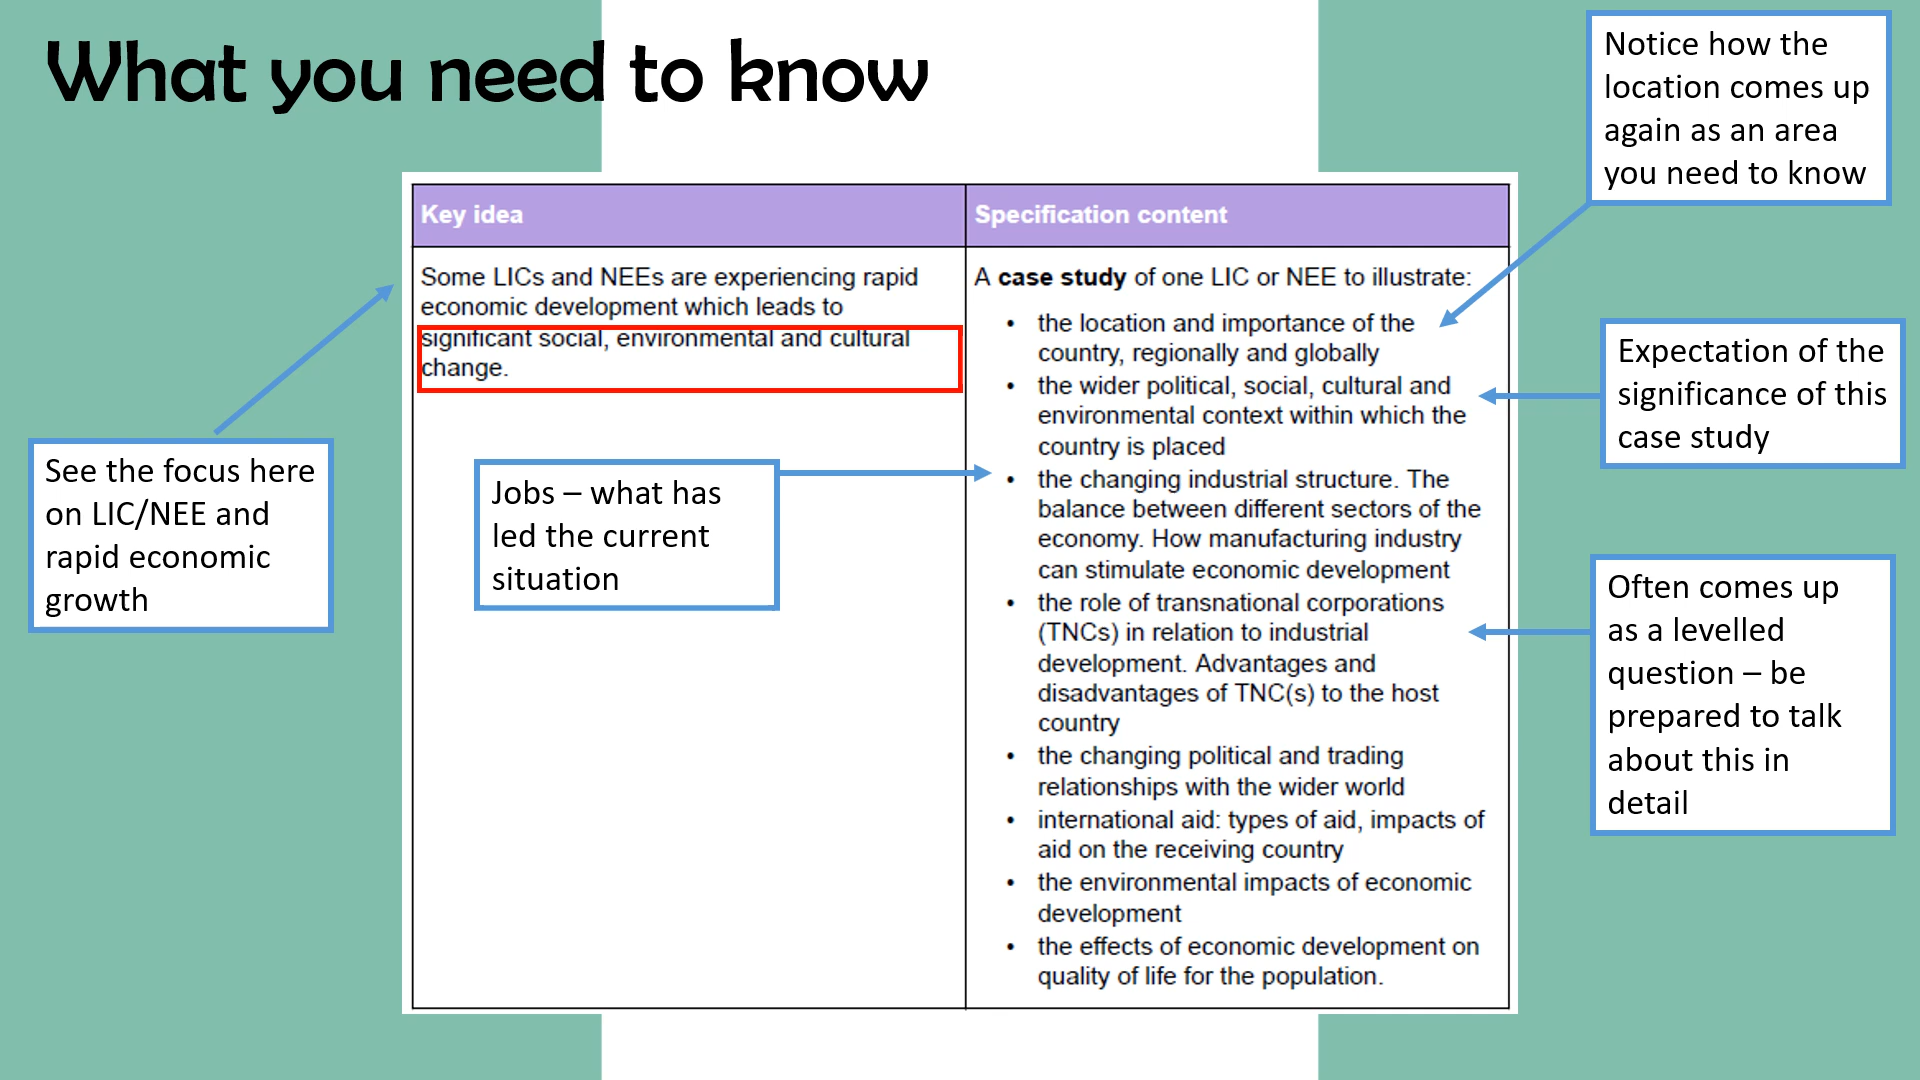 What you need to know
Notice how the
location comes up
again as an area
you need to know
Key idea
Specification content
Some LICs and NEEs are experiencing rapid
economic development which leads to
significant social, environmental and cultural
change.
A case study of one LIC or NEE to illustrate:
• the location and importance of the
country, regionally and globally
• the wider political, social, cultural and
environmental context within which the
country is placed
• the changing industrial structure. The
balance between different sectors of the
economy. How manufacturing industry
can stimulate economic development
• the role of transnational corporations
(TNCs) in relation to industrial
development. Advantages and
disadvantages of TNC(s) to the host
country
• the changing political and trading
relationships with the wider world
• international aid: types of aid, impacts of
aid on the receiving country
• the environmental impacts of economic
development
• the effects of economic development on
quality of life for the population.
See the focus here
on LIC/NEE and
rapid economic
growth
Jobs – what has
led the current
situation
Expectation of the
significance of this
case study
Often comes up
as a levelled
question – be
prepared to talk
about this in
detail